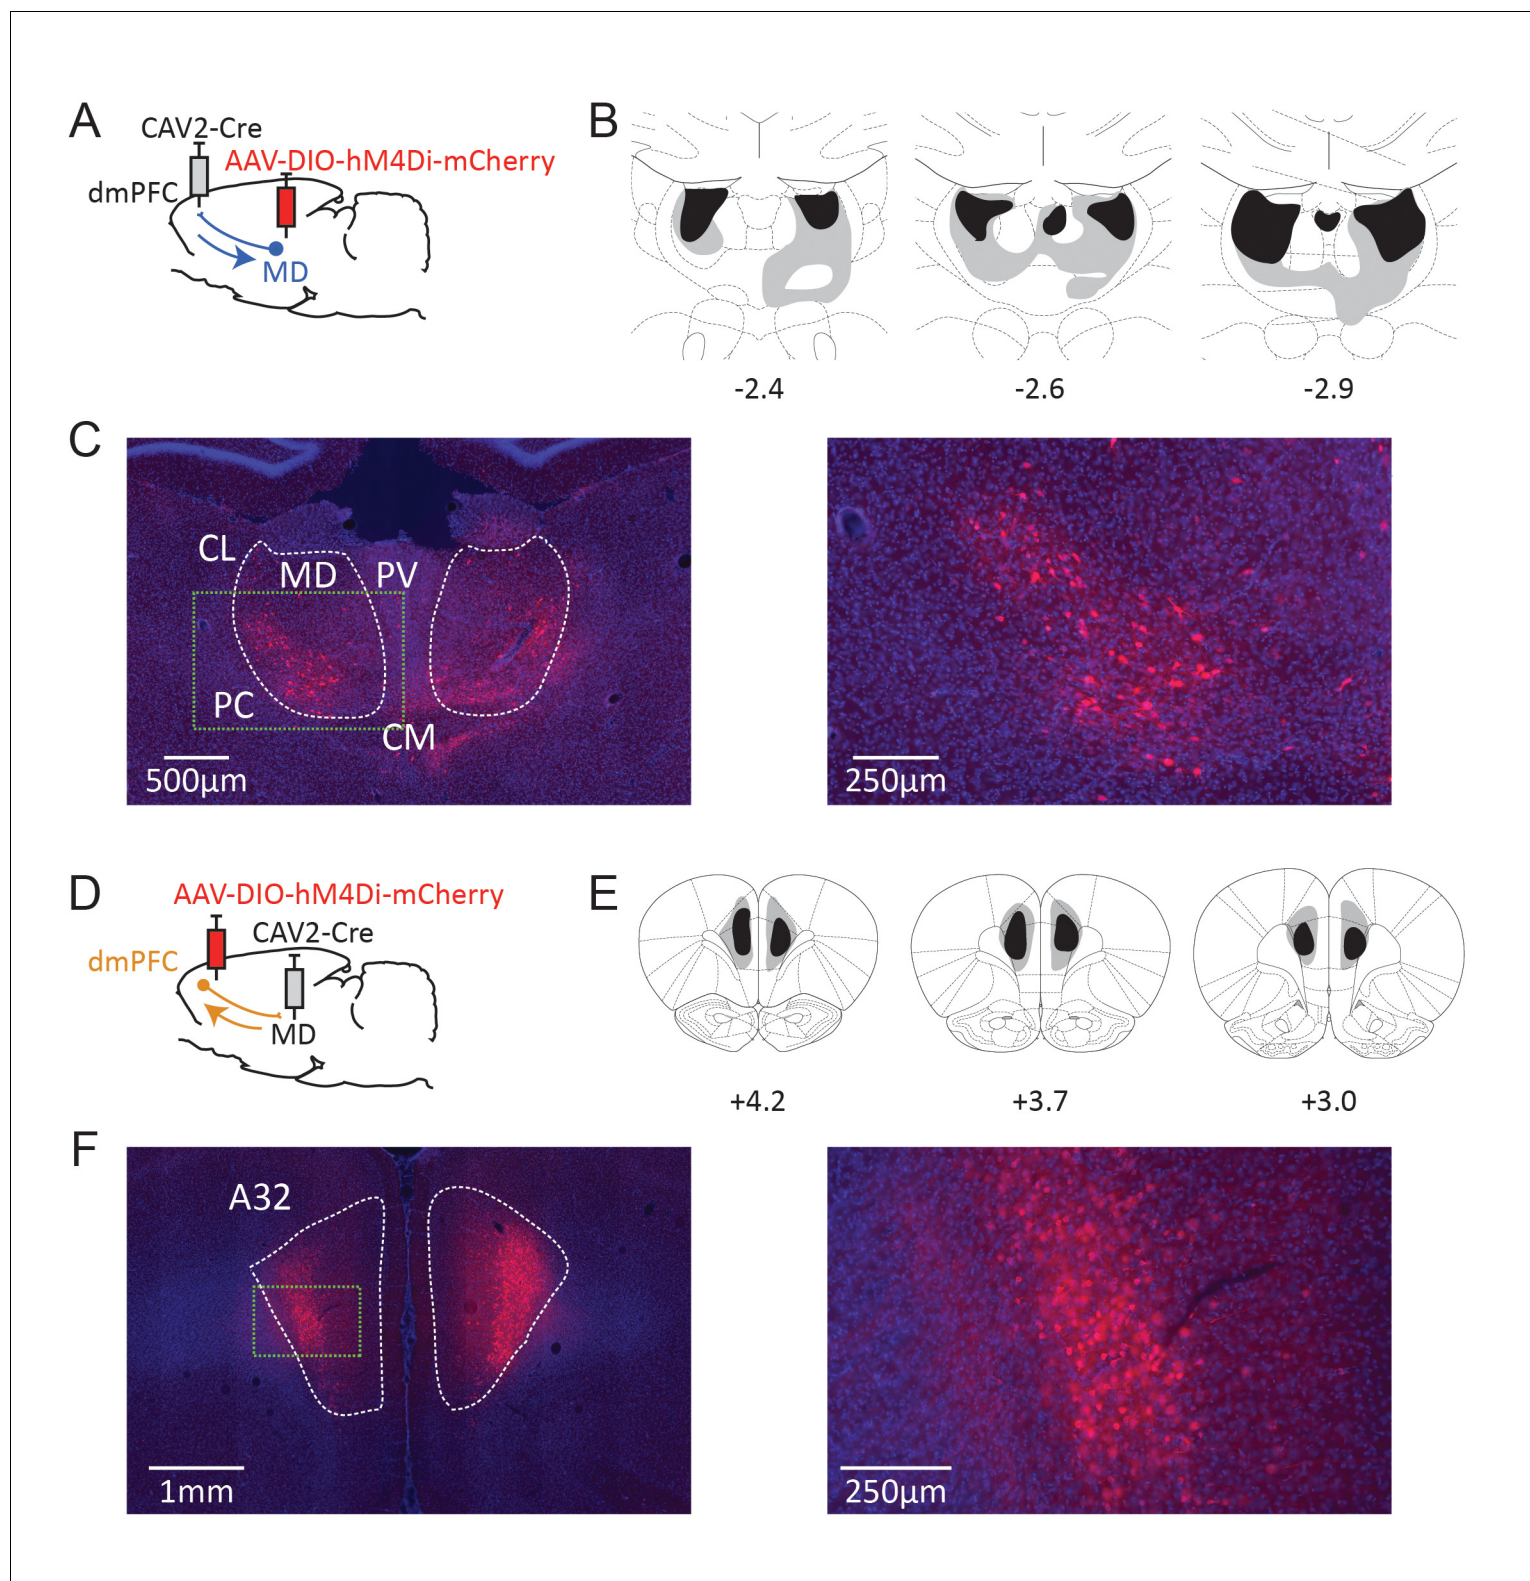 A
CAV2-Cre
AAV-DIO-hM4Di-mCherry
dmPFC
MD
B
-2.4
-2.6
-2.9
C
CL
MD
PV
PC
CM
500µm
250µm
D
AAV-DIO-hM4Di-mCherry
CAV2-Cre
dmPFC
MD
E
+4.2
+3.7
+3.0
F
A32
1mm
250µm